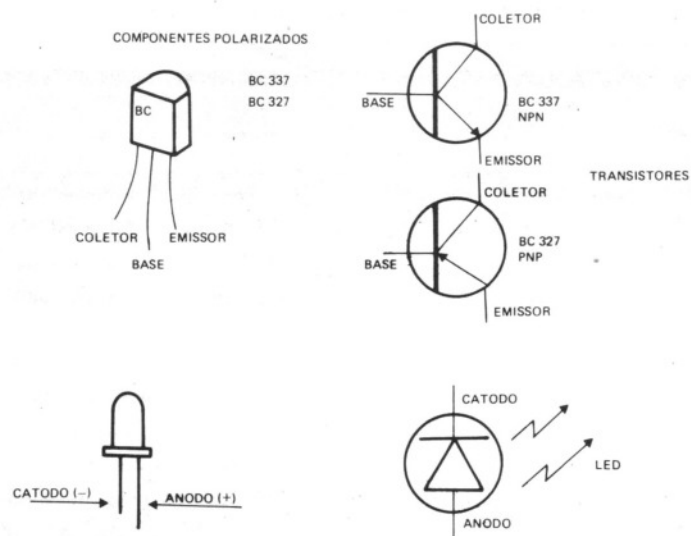 COMPONENTES POLARIZADOS
BC 337
BC 327
BC
COLETOR
BASE
EMISSOR
COLETOR
BASE
BC 337
NPN
EMISSOR
TRANSISTORES
COLETOR
BASE
BC 327
PNP
EMISSOR
CATODO (—)
ANODO (+)
CATODO
LED
ANODO